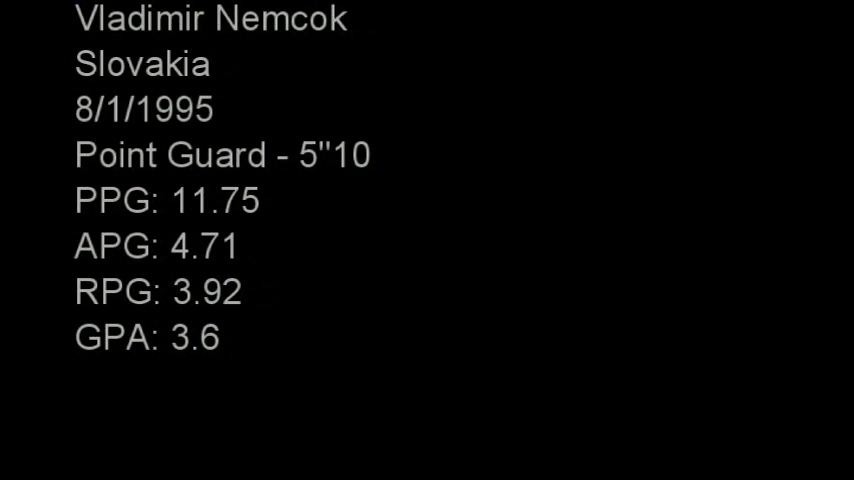 Vladimir Nemcok
Slovakia
8/1/1995
Point Guard - 5"10
PPG: 11.75
APG: 4.71
RPG: 3.92
GPA: 3.6